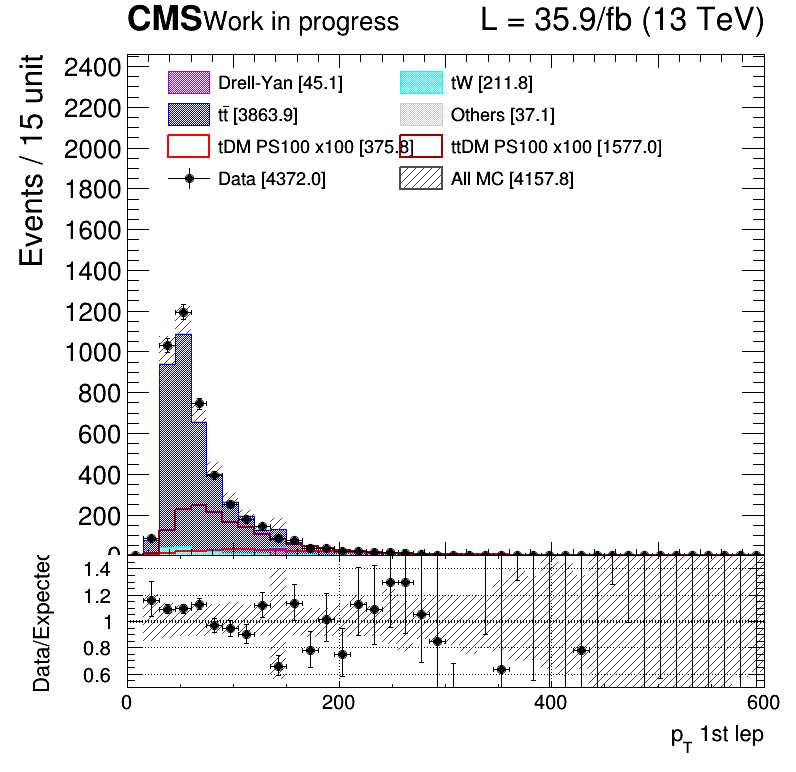 CMS Work in progress L = 35.9/fb (13 TeV)
Events / 15 unit
2400
2200
2000
1800
1600
1400
1200
1000
800
600
400
200
0
Drell-Yan [45.1] tW [211.8]
tt̄ [3863.9] Others [37.1]
tDM PS100 x100 [375.8] ttDM PS100 x100 [1577.0]
Data [4372.0] All MC [4157.8]
Data/Expected
1.4
1.2
1
0.8
0.6
0 200 400 600
p_T 1st lep